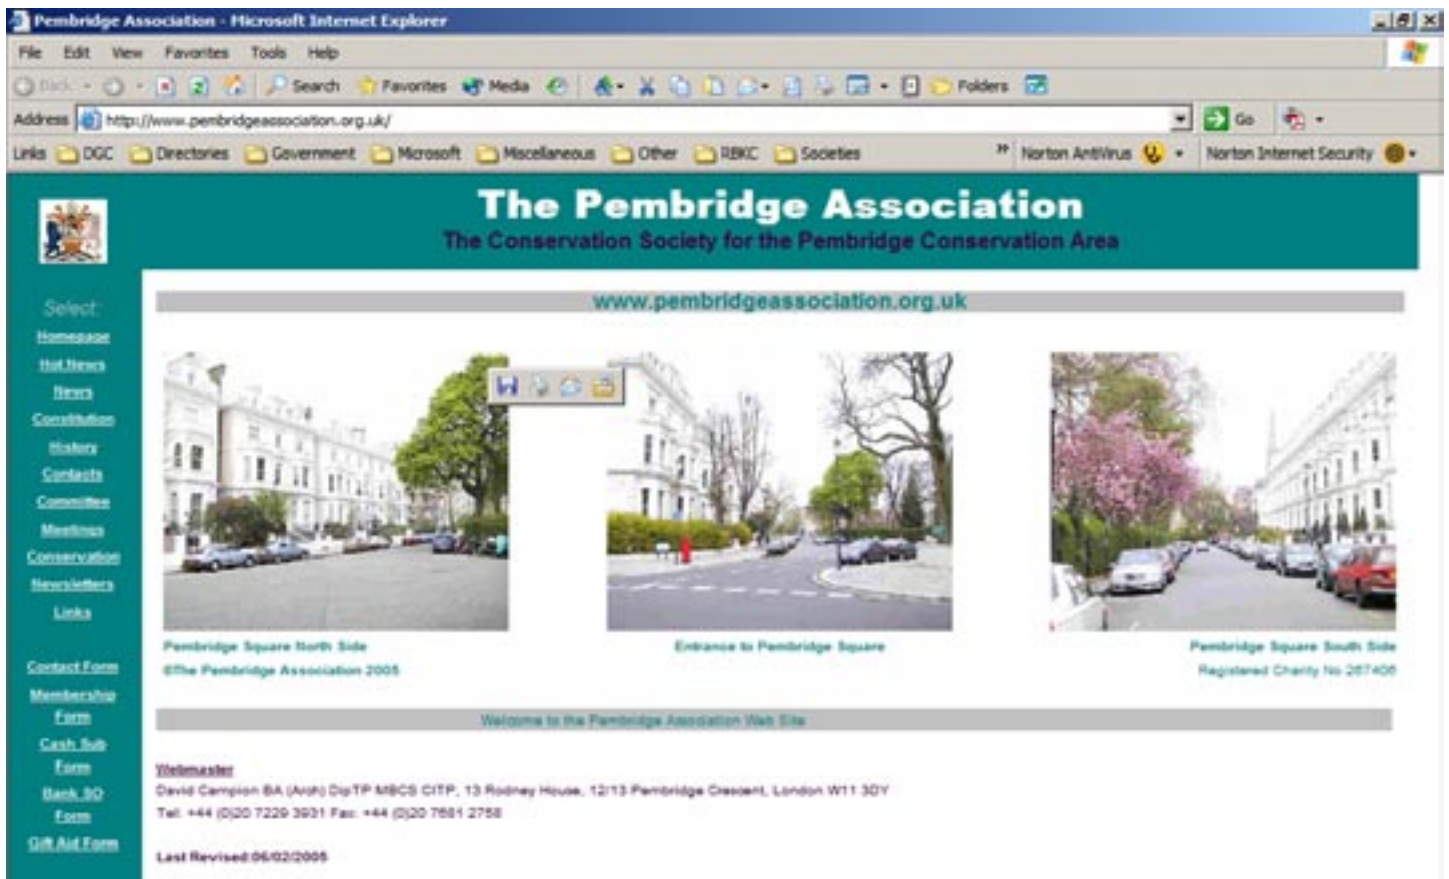 Pembridge Association - Microsoft Internet Explorer
File Edit View Favorites Tools Help
Back Search Favorites Media Folders
Address http://www.pembridgeassociation.org.uk/ Go
Links DGC Directories Government Microsoft Miscellaneous Other RBKC Societies » Norton AntiVirus Norton Internet Security
The Pembridge Association
The Conservation Society for the Pembridge Conservation Area
www.pembridgeassociation.org.uk
Select:
Homepage
Hot News
News
Constitution
History
Contacts
Committee
Meetings
Conservation
Newsletters
Links
Contact Form
Membership
Form
Cash Sub
Form
Bank SO
Form
Gift Aid Form
Pembridge Square North Side
©The Pembridge Association 2005
Entrance to Pembridge Square
Pembridge Square South Side
Registered Charity No 267406
Welcome to the Pembridge Association Web Site
Webmaster
David Campion BA (Arch) DipTP MBCS CITP, 13 Rodney House, 12/13 Pembridge Crescent, London W11 3DY
Tel: +44 (0)20 7229 3931 Fax: +44 (0)20 7681 2758
Last Revised:06/02/2005